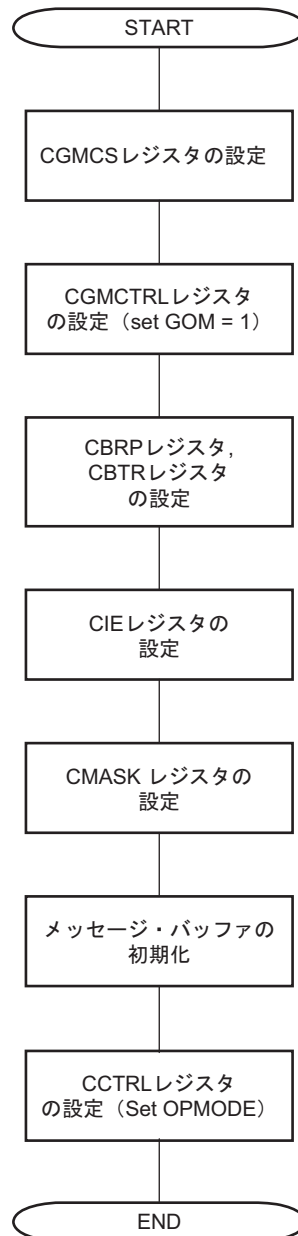 START
CGMCSレジスタの設定
CGMCTRLレジスタ
の設定（set GOM = 1）
CBRPレジスタ,
CBTRレジスタ
の設定
CIEレジスタの
設定
CMASK レジスタの
設定
メッセージ・バッファの
初期化
CCTRLレジスタ
の設定（Set OPMODE）
END